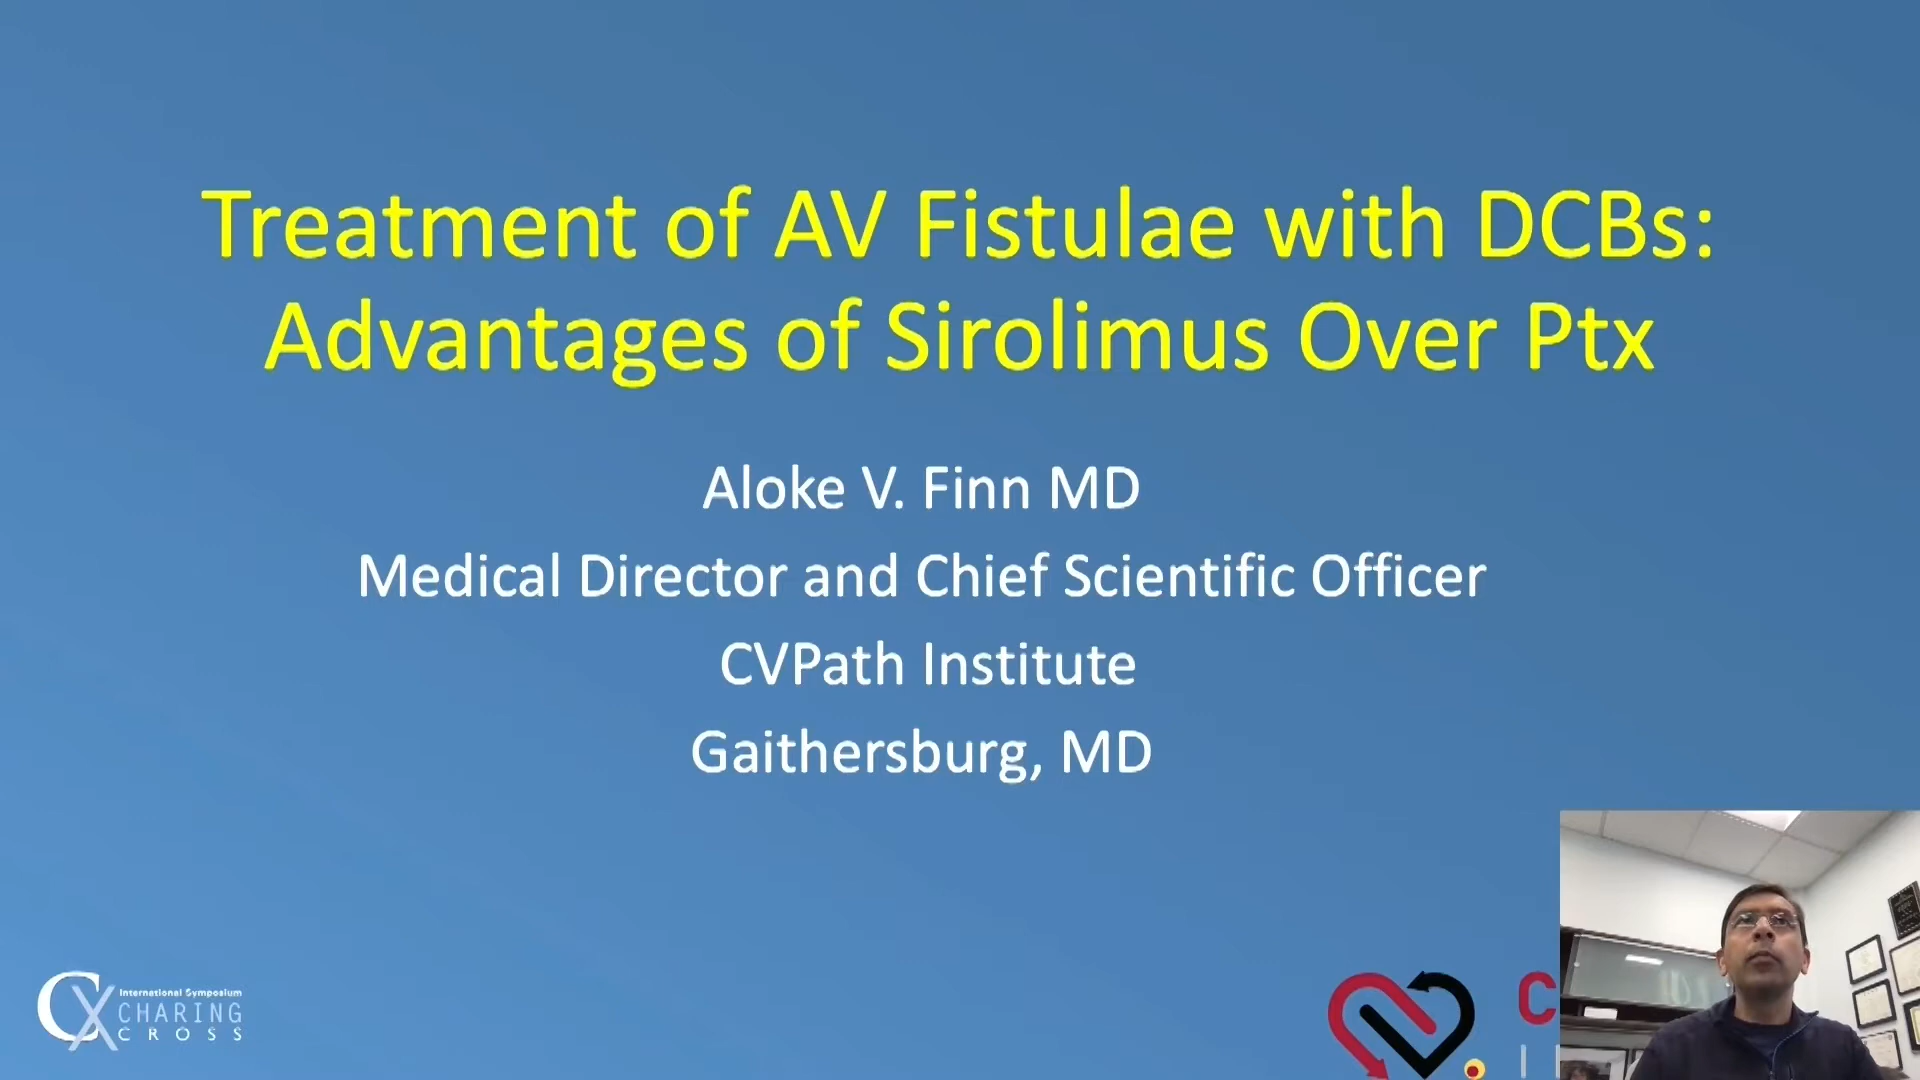 Treatment of AV Fistulae with DCBs:
Advantages of Sirolimus Over Ptx
Aloke V. Finn MD
Medical Director and Chief Scientific Officer
CVPath Institute
Gaithersburg, MD
CX
International Symposium
CHARING
CROSS
C
I